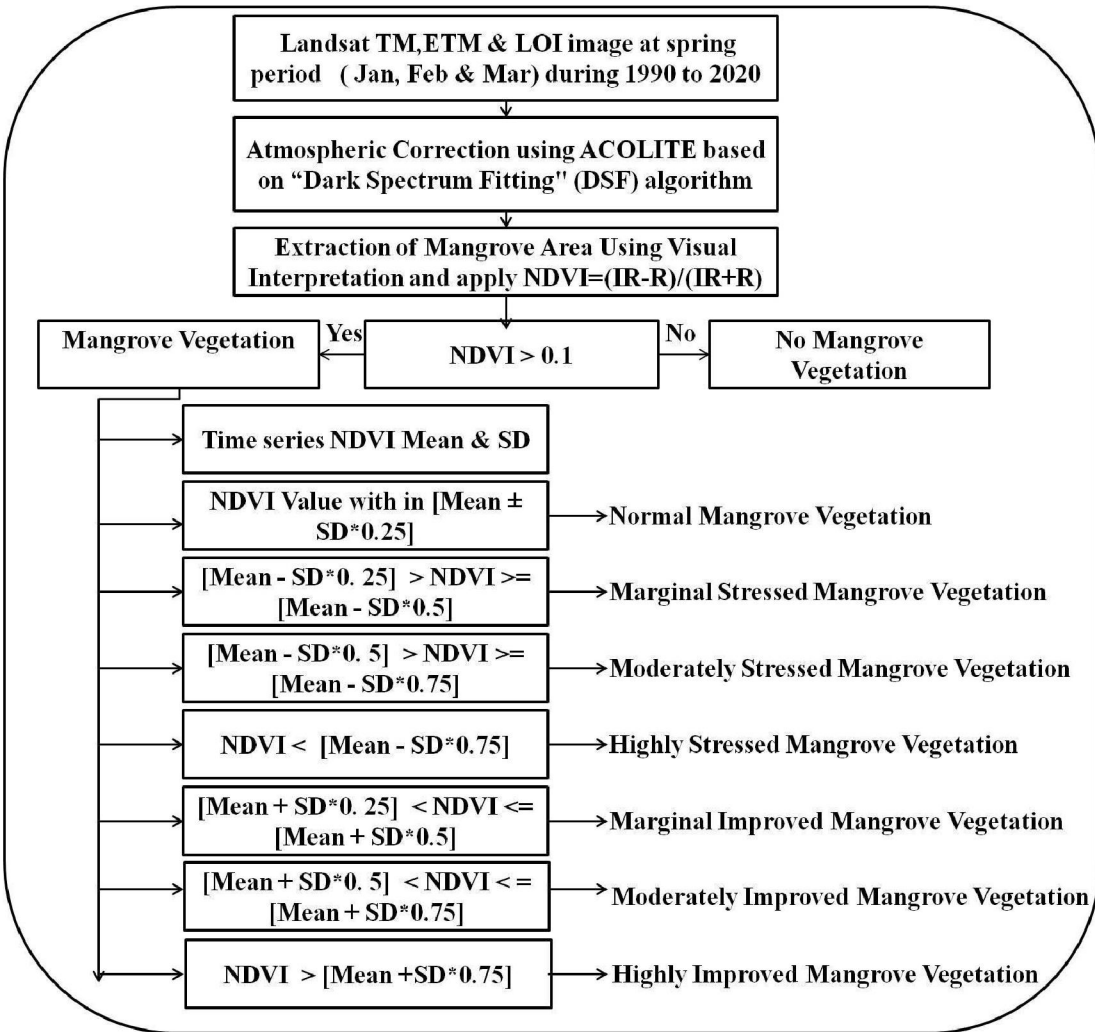 Landsat TM,ETM & LOI image at spring
period ( Jan, Feb & Mar) during 1990 to 2020
Atmospheric Correction using ACOLITE based
on “Dark Spectrum Fitting" (DSF) algorithm
Extraction of Mangrove Area Using Visual
Interpretation and apply NDVI=(IR-R)/(IR+R)
Mangrove Vegetation
Yes
NDVI > 0.1
No
No Mangrove
Vegetation
Time series NDVI Mean & SD
NDVI Value with in [Mean ±
SD*0.25]
Normal Mangrove Vegetation
[Mean - SD*0. 25] > NDVI >=
[Mean - SD*0.5]
Marginal Stressed Mangrove Vegetation
[Mean - SD*0. 5] > NDVI >=
[Mean - SD*0.75]
Moderately Stressed Mangrove Vegetation
NDVI < [Mean - SD*0.75]
Highly Stressed Mangrove Vegetation
[Mean + SD*0. 25] < NDVI <=
[Mean + SD*0.5]
Marginal Improved Mangrove Vegetation
[Mean + SD*0. 5] < NDVI < =
[Mean + SD*0.75]
Moderately Improved Mangrove Vegetation
NDVI > [Mean +SD*0.75]
Highly Improved Mangrove Vegetation